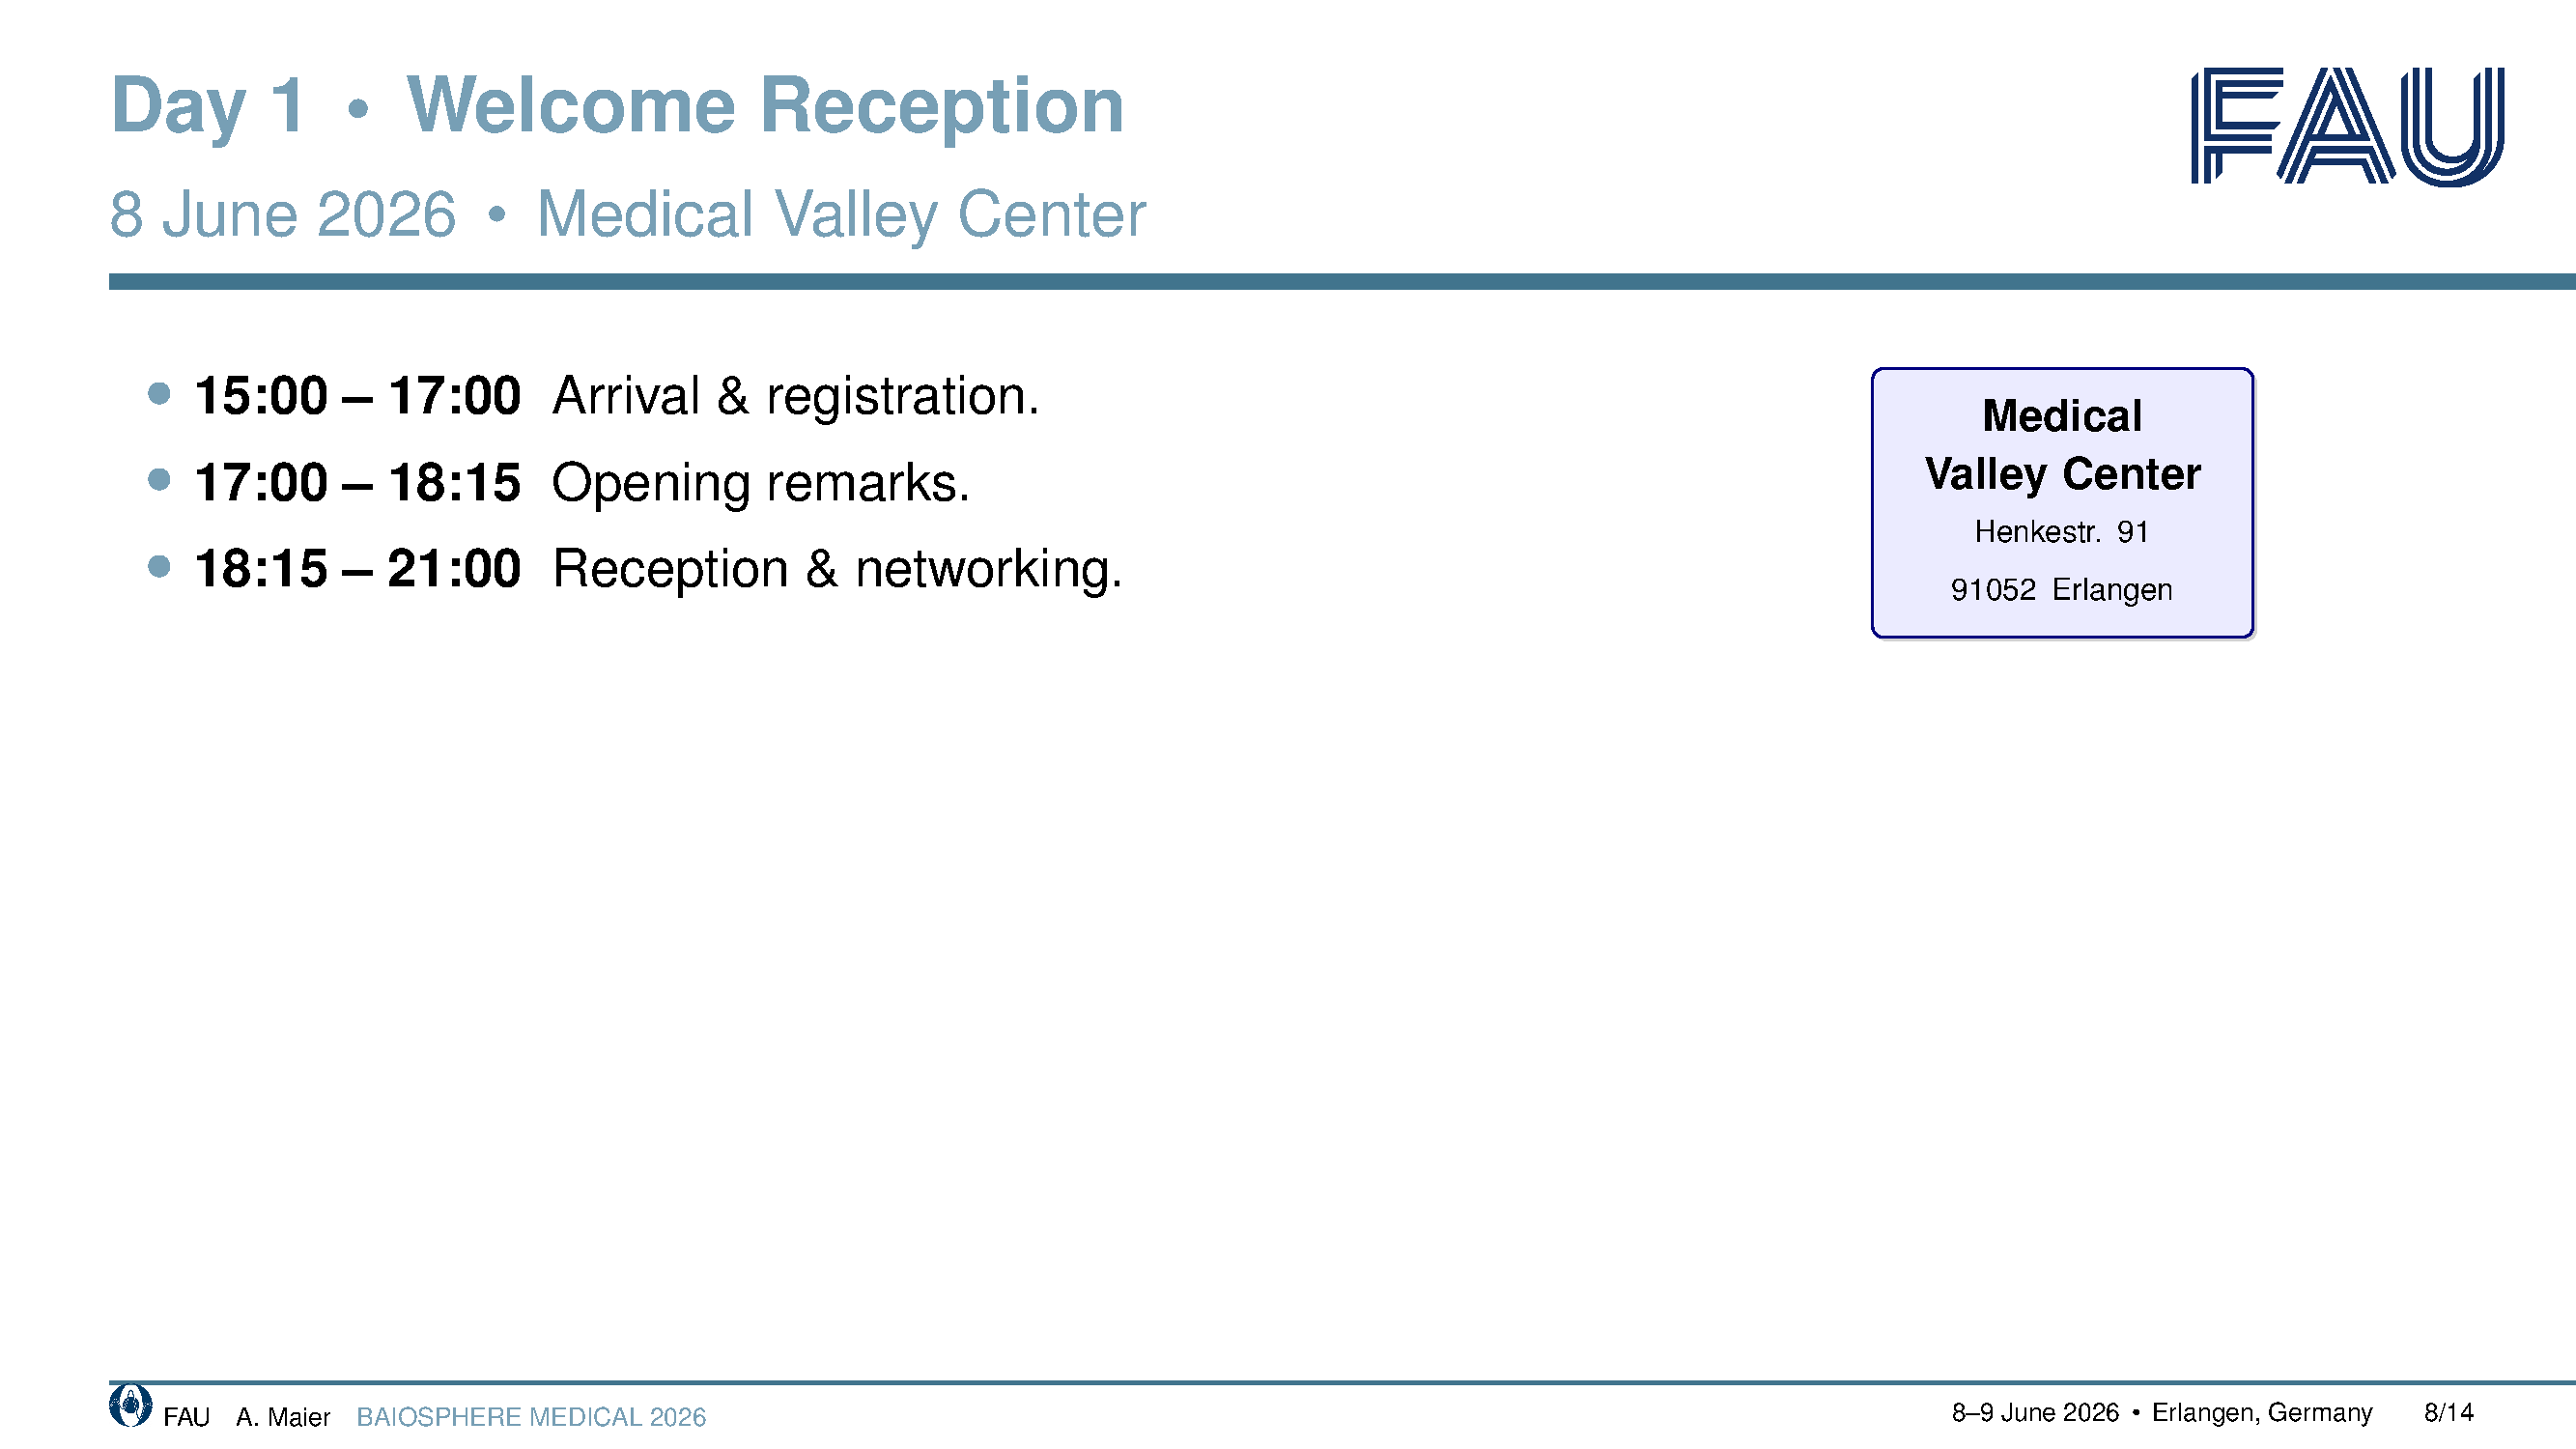 Day 1 • Welcome Reception
FAU
8 June 2026 • Medical Valley Center
• 15:00 – 17:00 Arrival & registration.
• 17:00 – 18:15 Opening remarks.
• 18:15 – 21:00 Reception & networking.
Medical
Valley Center
Henkestr. 91
91052 Erlangen
FAU A. Maier BAIOSPHERE MEDICAL 2026
8–9 June 2026 • Erlangen, Germany 8/14